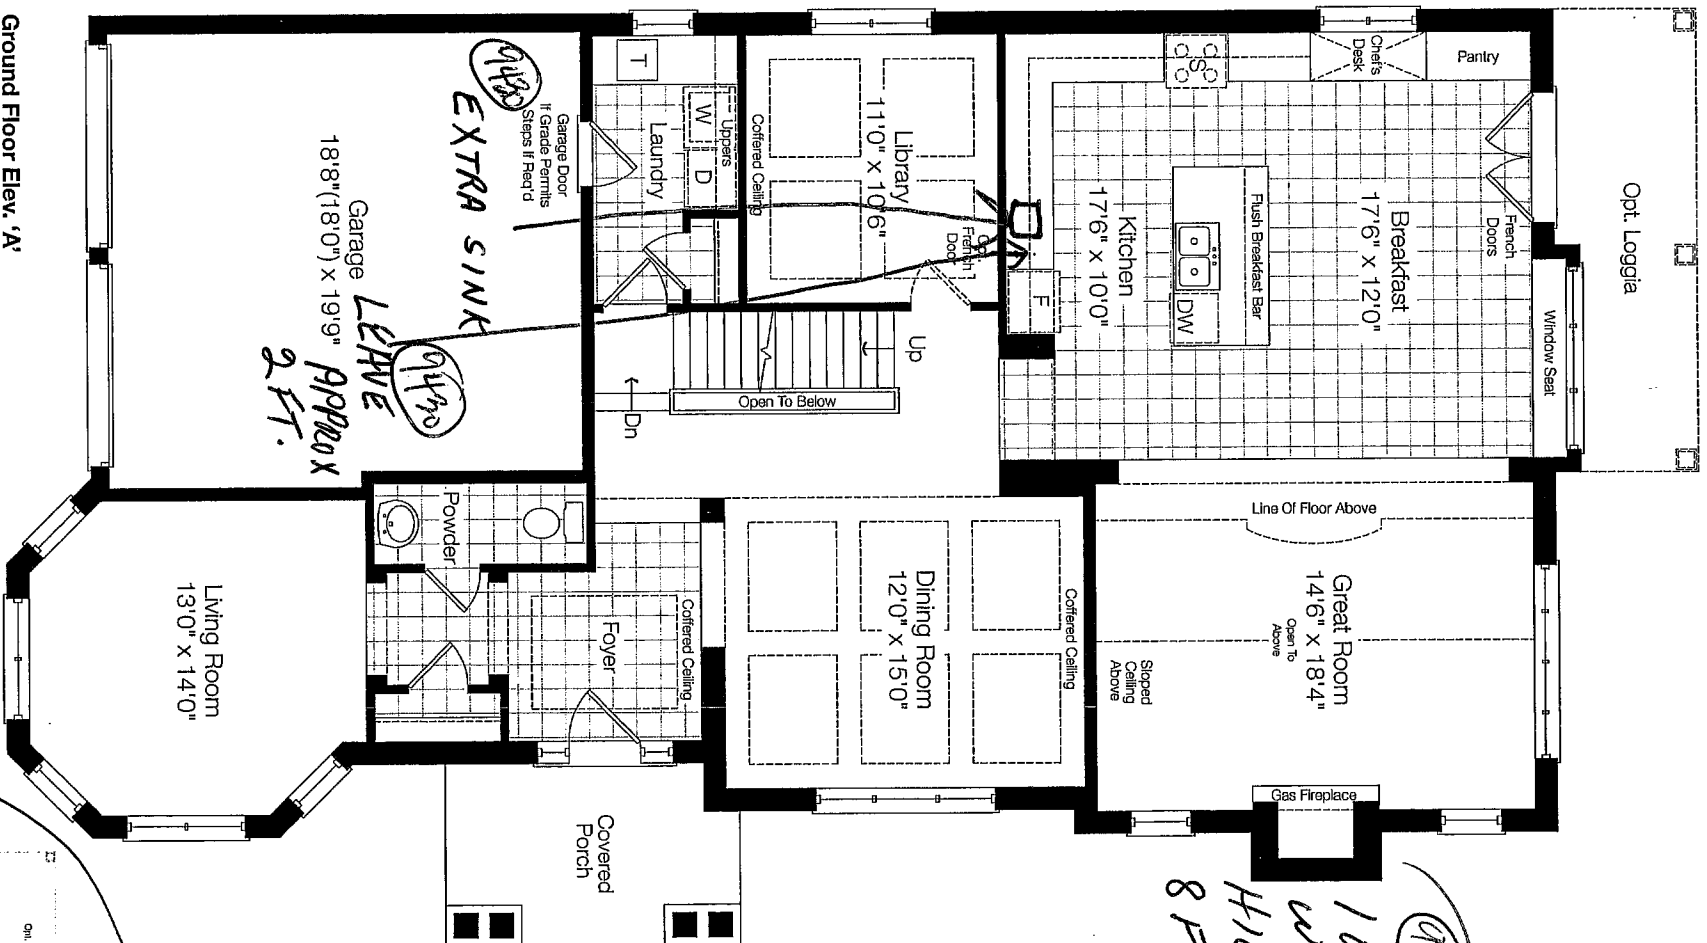 Ground Floor Elev. 'A'
Opt. Loggia
Pantry
Chef's
Desk
S
French
Doors
Window Seat
Breakfast
17'6" x 12'0"
Flush Breakfast Bar
DW
Kitchen
17'6" x 10'0"
F
Library
11'0" x 10'6"
Coffered Ceiling
French
Door
T
Uppers
W
D
Laundry
Garage Door
If Grade Permits
Steps If Req'd
EXTRA SINK
Garage
18'8"(18'0") x 19'9"
LEAVE
APPROX
2 FT.
Up
Open To Below
Dn
Line Of Floor Above
Great Room
14'6" x 18'4"
Open To
Above
Sloped
Ceiling
Above
Gas Fireplace
Coffered Ceiling
Dining Room
12'0" x 15'0"
Coffered Ceiling
Foyer
Powder
Living Room
13'0" x 14'0"
Covered
Porch
Opt.
8 F